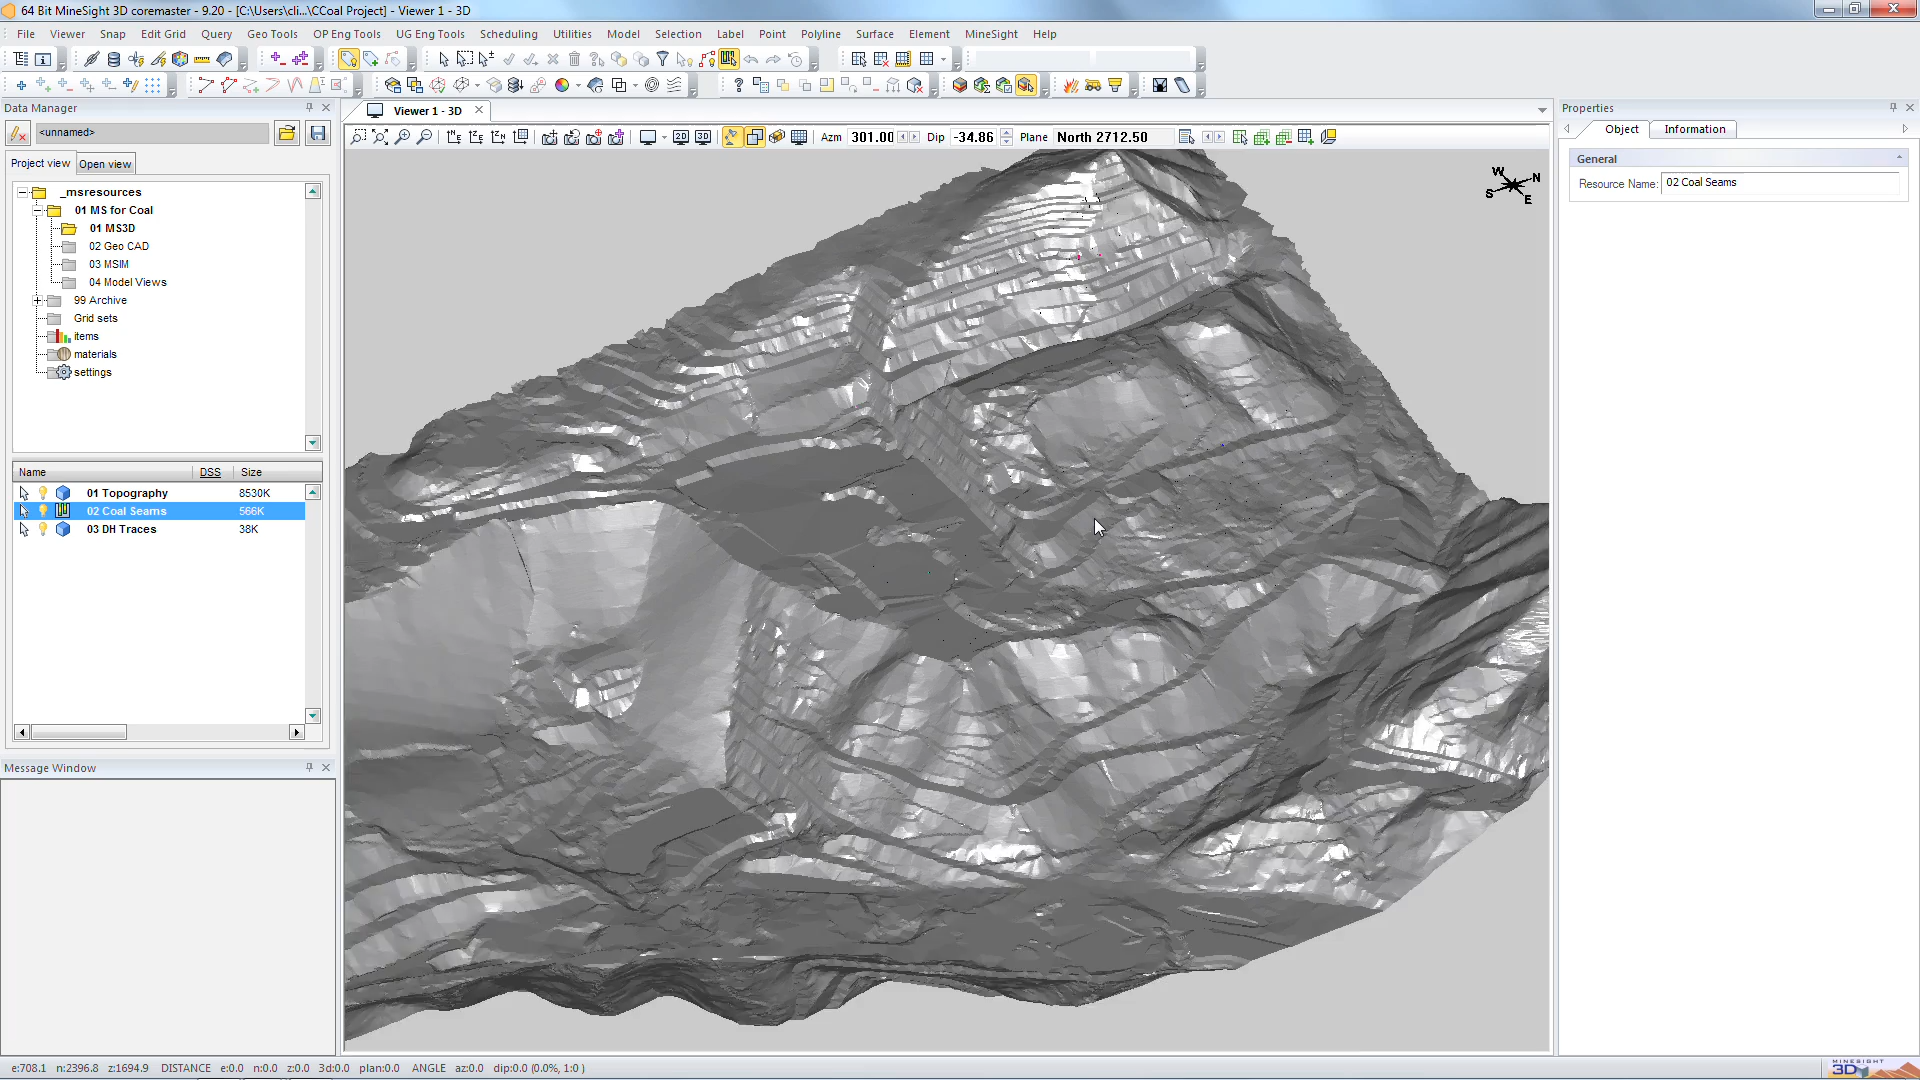 64 Bit MineSight 3D coremaster - 9.20 - [C:\Users\cli...\CCoal Project] - Viewer 1 - 3D
File Viewer Snap Edit Grid Query Geo Tools OP Eng Tools UG Eng Tools Scheduling Utilities Model Selection Label Point Polyline Surface Element MineSight Help
Data Manager
Viewer 1 - 3D
Properties
<unnamed>
2D 3D Azm 301.00 Dip -34.86 Plane North 2712.50
Object Information
Project view Open view
General
Resource Name: 02 Coal Seams
_msresources
01 MS for Coal
01 MS3D
02 Geo CAD
03 MSIM
04 Model Views
99 Archive
Grid sets
items
materials
settings
W N S E
Name DSS Size
01 Topography 8530K
02 Coal Seams 566K
03 DH Traces 38K
Message Window
e:708.1 n:2396.8 z:1694.9 DISTANCE e:0.0 n:0.0 z:0.0 3d:0.0 plan:0.0 ANGLE az:0.0 dip:0.0 (0.0%, 1:0 )
MINESIGHT
3D